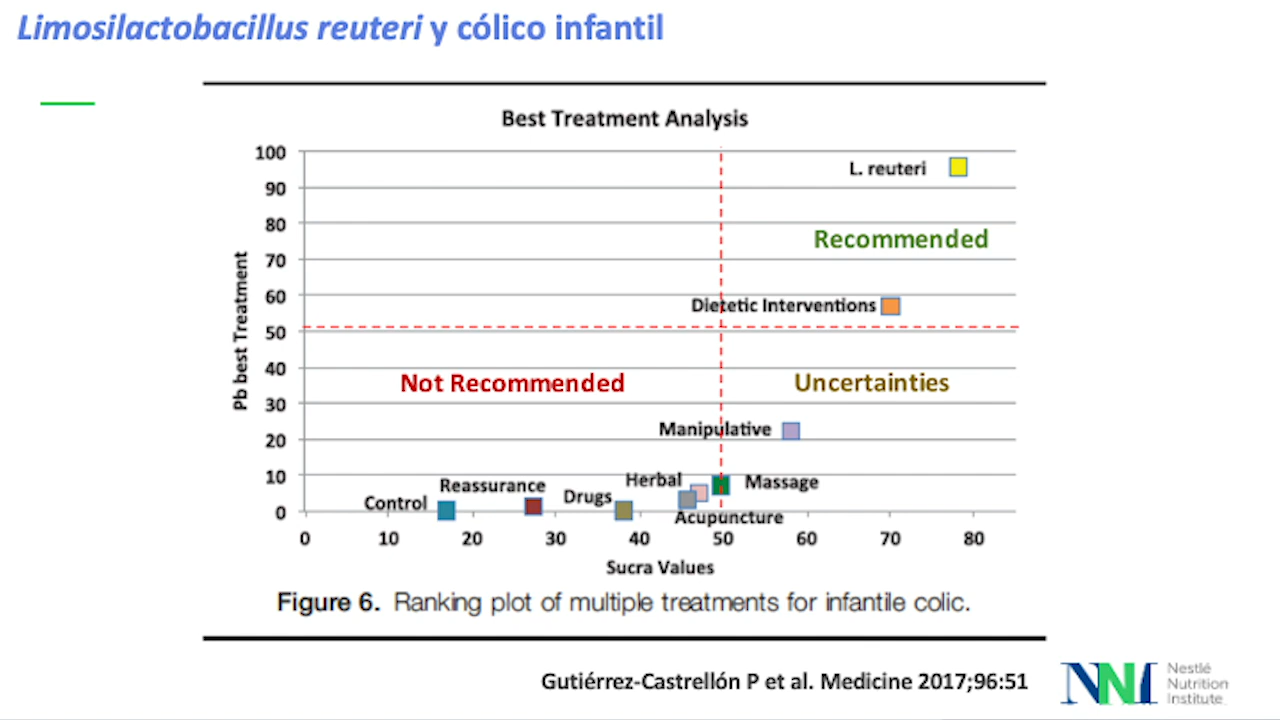 Limosilactobacillus reuteri y cólico infantil
Best Treatment Analysis
100
90
80
70
60
50
40
30
20
10
0
Pb best Treatment
L. reuteri
Recommended
Dietetic Interventions
Not Recommended
Uncertainties
Manipulative
Herbal
Massage
Reassurance
Drugs
Control
Acupuncture
0 10 20 30 40 50 60 70 80
Sucra Values
Figure 6. Ranking plot of multiple treatments for infantile colic.
Gutiérrez-Castrellón P et al. Medicine 2017;96:51
NNI
Nestlé
Nutrition
Institute